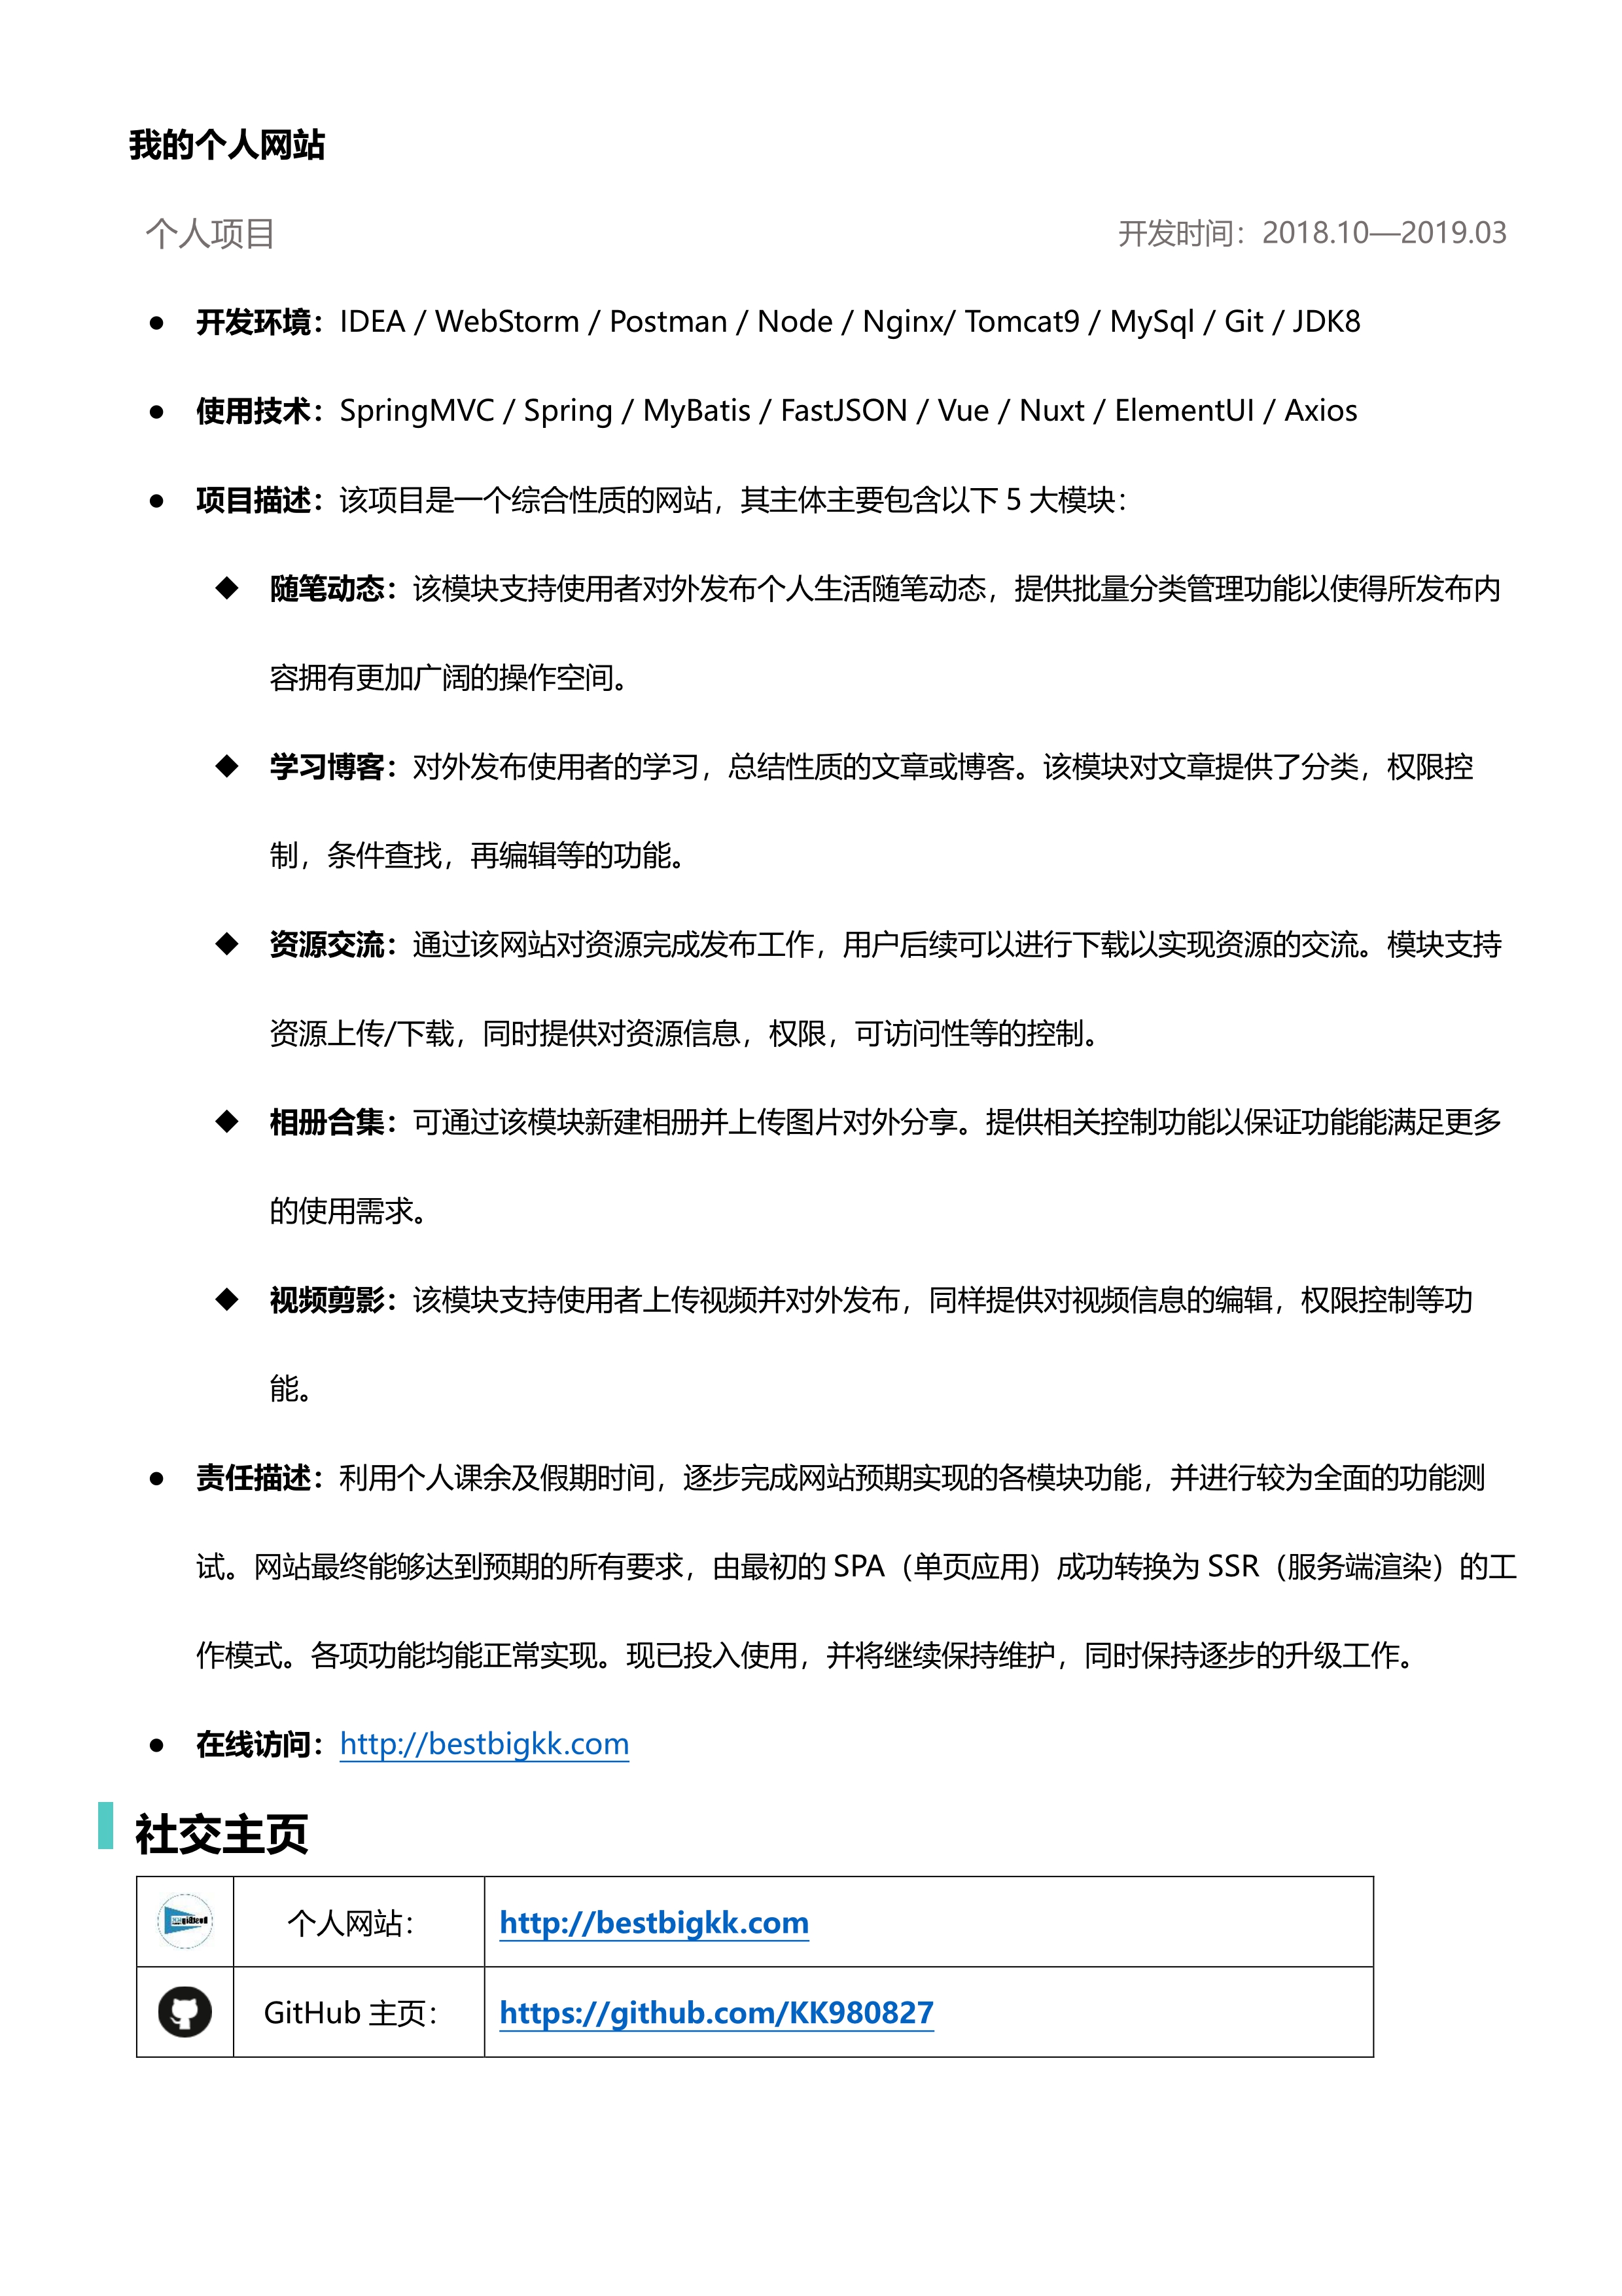 我的个人网站
个人项目 开发时间：2018.10—2019.03
● 开发环境：IDEA / WebStorm / Postman / Node / Nginx/ Tomcat9 / MySql / Git / JDK8
● 使用技术：SpringMVC / Spring / MyBatis / FastJSON / Vue / Nuxt / ElementUI / Axios
● 项目描述：该项目是一个综合性质的网站，其主体主要包含以下 5 大模块：
◆ 随笔动态：该模块支持使用者对外发布个人生活随笔动态，提供批量分类管理功能以使得所发布内
容拥有更加广阔的操作空间。
◆ 学习博客：对外发布使用者的学习，总结性质的文章或博客。该模块对文章提供了分类，权限控
制，条件查找，再编辑等的功能。
◆ 资源交流：通过该网站对资源完成发布工作，用户后续可以进行下载以实现资源的交流。模块支持
资源上传/下载，同时提供对资源信息，权限，可访问性等的控制。
◆ 相册合集：可通过该模块新建相册并上传图片对外分享。提供相关控制功能以保证功能能满足更多
的使用需求。
◆ 视频剪影：该模块支持使用者上传视频并对外发布，同样提供对视频信息的编辑，权限控制等功
能。
● 责任描述：利用个人课余及假期时间，逐步完成网站预期实现的各模块功能，并进行较为全面的功能测
试。网站最终能够达到预期的所有要求，由最初的 SPA（单页应用）成功转换为 SSR（服务端渲染）的工
作模式。各项功能均能正常实现。现已投入使用，并将继续保持维护，同时保持逐步的升级工作。
● 在线访问：http://bestbigkk.com
社交主页
个人网站： http://bestbigkk.com
GitHub 主页： https://github.com/KK980827